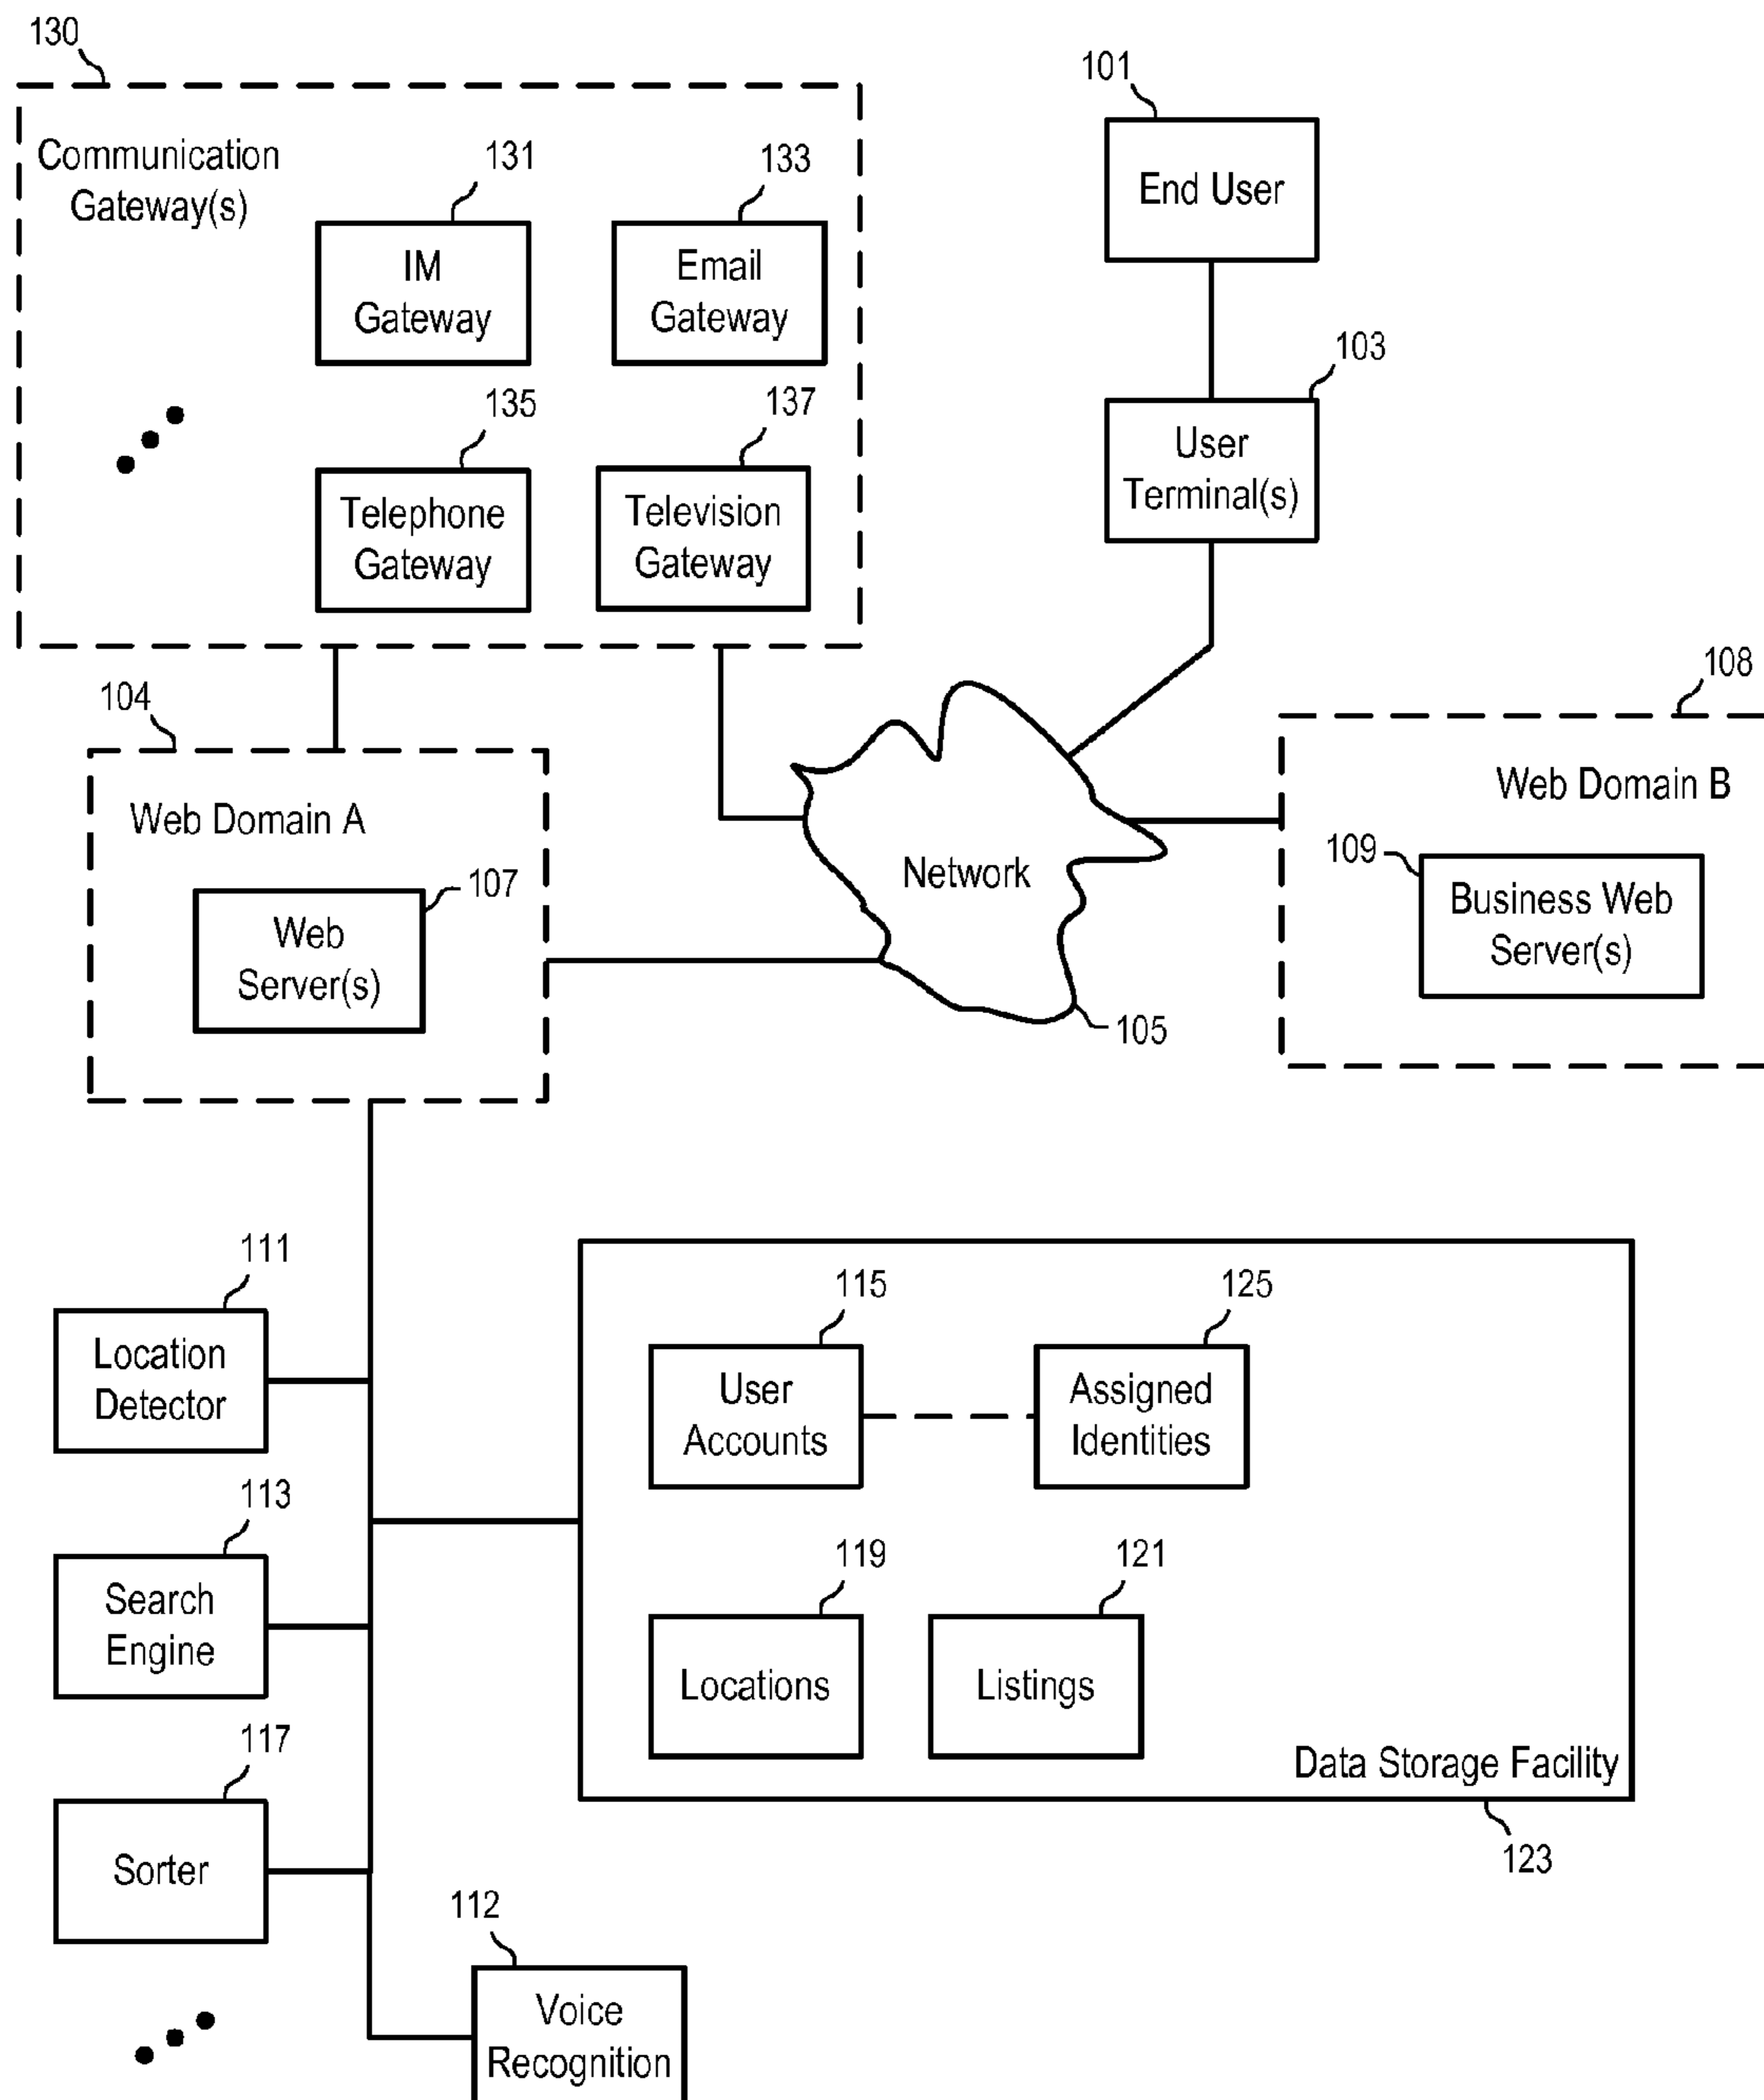 130
Communication
Gateway(s)
131
IM
Gateway
133
Email
Gateway
135
Telephone
Gateway
137
Television
Gateway
101
End User
103
User
Terminal(s)
104
Web Domain A
107
Web
Server(s)
Network
105
108
Web Domain B
109
Business Web
Server(s)
111
Location
Detector
113
Search
Engine
117
Sorter
112
Voice
Recognition
115
User
Accounts
125
Assigned
Identities
119
Locations
121
Listings
Data Storage Facility
123